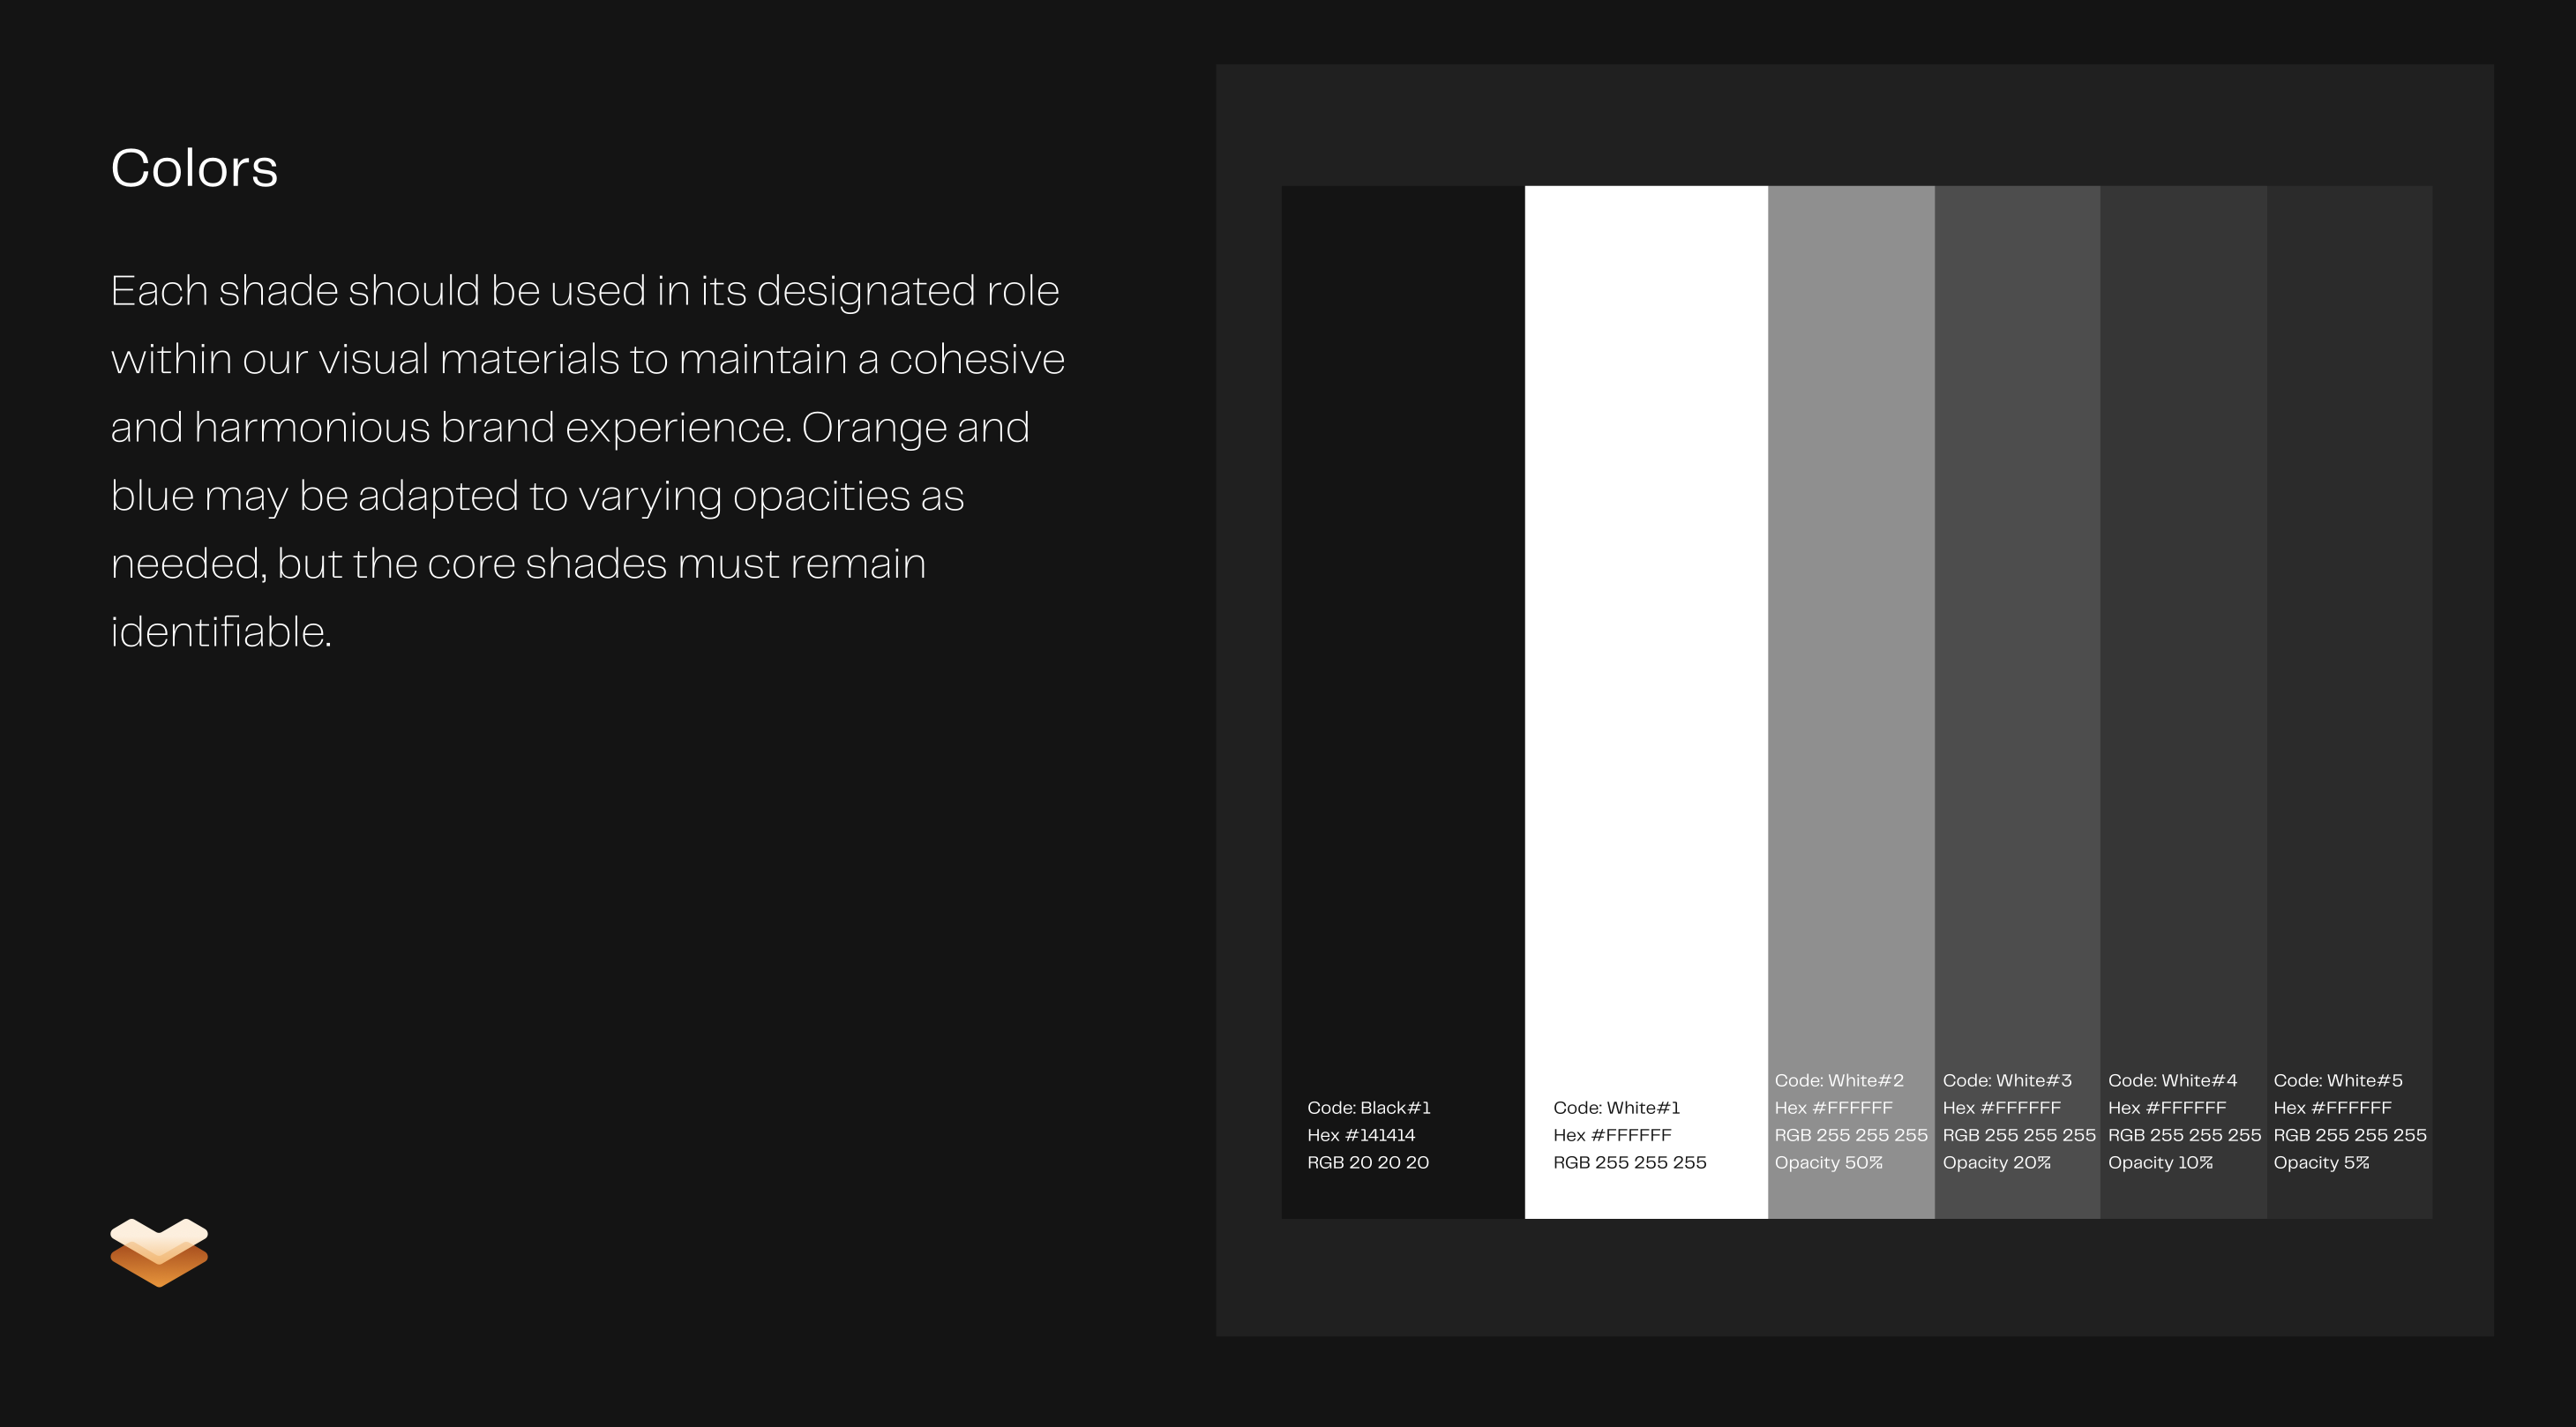 Colors
Each shade should be used in its designated role
within our visual materials to maintain a cohesive
and harmonious brand experience. Orange and
blue may be adapted to varying opacities as
needed, but the core shades must remain
identifiable.
Code: Black#1
Hex #141414
RGB 20 20 20
Code: White#1
Hex #FFFFFF
RGB 255 255 255
Code: White#2
Hex #FFFFFF
RGB 255 255 255
Opacity 50%
Code: White#3
Hex #FFFFFF
RGB 255 255 255
Opacity 20%
Code: White#4
Hex #FFFFFF
RGB 255 255 255
Opacity 10%
Code: White#5
Hex #FFFFFF
RGB 255 255 255
Opacity 5%